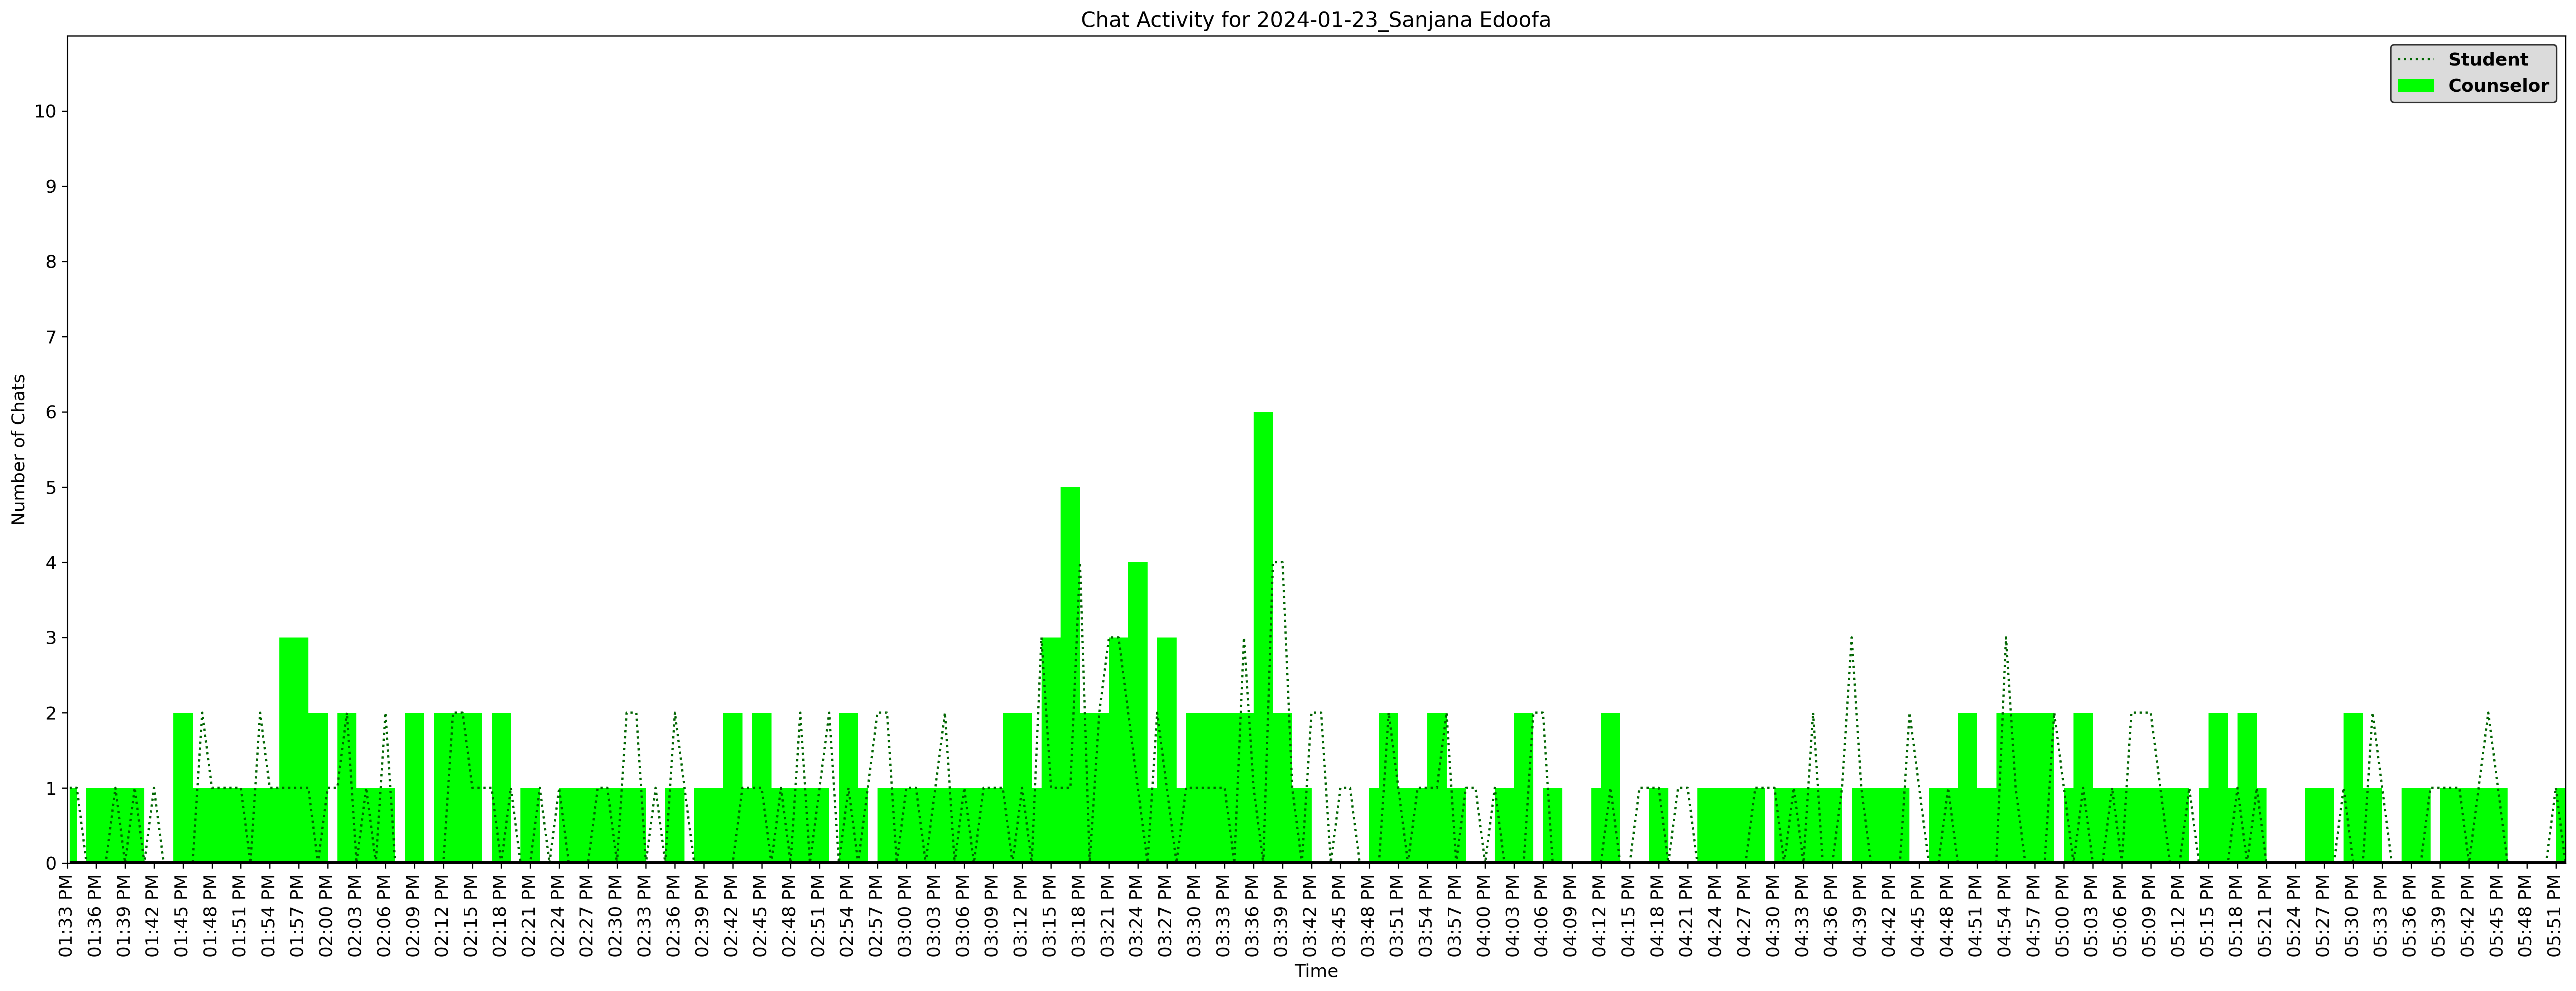 Chat Activity for 2024-01-23_Sanjana Edoofa
Student
Counselor
Number of Chats
10
9
8
7
6
5
4
3
2
1
0
01:33 PM
01:36 PM
01:39 PM
01:42 PM
01:45 PM
01:48 PM
01:51 PM
01:54 PM
01:57 PM
02:00 PM
02:03 PM
02:06 PM
02:09 PM
02:12 PM
02:15 PM
02:18 PM
02:21 PM
02:24 PM
02:27 PM
02:30 PM
02:33 PM
02:36 PM
02:39 PM
02:42 PM
02:45 PM
02:48 PM
02:51 PM
02:54 PM
02:57 PM
03:00 PM
03:03 PM
03:06 PM
03:09 PM
03:12 PM
03:15 PM
03:18 PM
03:21 PM
03:24 PM
03:27 PM
03:30 PM
03:33 PM
03:36 PM
03:39 PM
03:42 PM
03:45 PM
03:48 PM
03:51 PM
03:54 PM
03:57 PM
04:00 PM
04:03 PM
04:06 PM
04:09 PM
04:12 PM
04:15 PM
04:18 PM
04:21 PM
04:24 PM
04:27 PM
04:30 PM
04:33 PM
04:36 PM
04:39 PM
04:42 PM
04:45 PM
04:48 PM
04:51 PM
04:54 PM
04:57 PM
05:00 PM
05:03 PM
05:06 PM
05:09 PM
05:12 PM
05:15 PM
05:18 PM
05:21 PM
05:24 PM
05:27 PM
05:30 PM
05:33 PM
05:36 PM
05:39 PM
05:42 PM
05:45 PM
05:48 PM
05:51 PM
Time